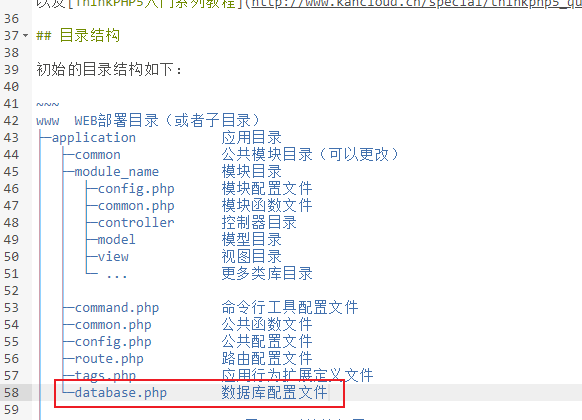 以及[ThinkPHP5入门系列教程](http://www.kancloud.cn/special/thinkphp5_qu
36
37 ## 目录结构
38
39 初始的目录结构如下:
40
41 ~~~
42 www  WEB部署目录（或者子目录）
43 ├─application 应用目录
44 │ ├─common 公共模块目录（可以更改）
45 │ ├─module_name 模块目录
46 │ │ ├─config.php 模块配置文件
47 │ │ ├─common.php 模块函数文件
48 │ │ ├─controller 控制器目录
49 │ │ ├─model 模型目录
50 │ │ ├─view 视图目录
51 │ │ └─ ... 更多类库目录
52 │ │
53 │ ├─command.php 命令行工具配置文件
54 │ ├─common.php 公共函数文件
55 │ ├─config.php 公共配置文件
56 │ ├─route.php 路由配置文件
57 │ ├─tags.php 应用行为扩展定义文件
58 │ └─database.php 数据库配置文件
59 │